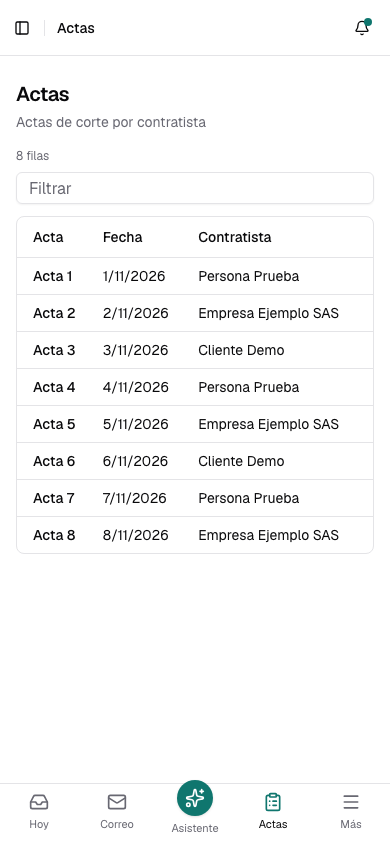 Actas
Actas
Actas de corte por contratista
8 filas
Filtrar
Acta Fecha Contratista
Acta 1 1/11/2026 Persona Prueba
Acta 2 2/11/2026 Empresa Ejemplo SAS
Acta 3 3/11/2026 Cliente Demo
Acta 4 4/11/2026 Persona Prueba
Acta 5 5/11/2026 Empresa Ejemplo SAS
Acta 6 6/11/2026 Cliente Demo
Acta 7 7/11/2026 Persona Prueba
Acta 8 8/11/2026 Empresa Ejemplo SAS
Hoy Correo Asistente Actas Más